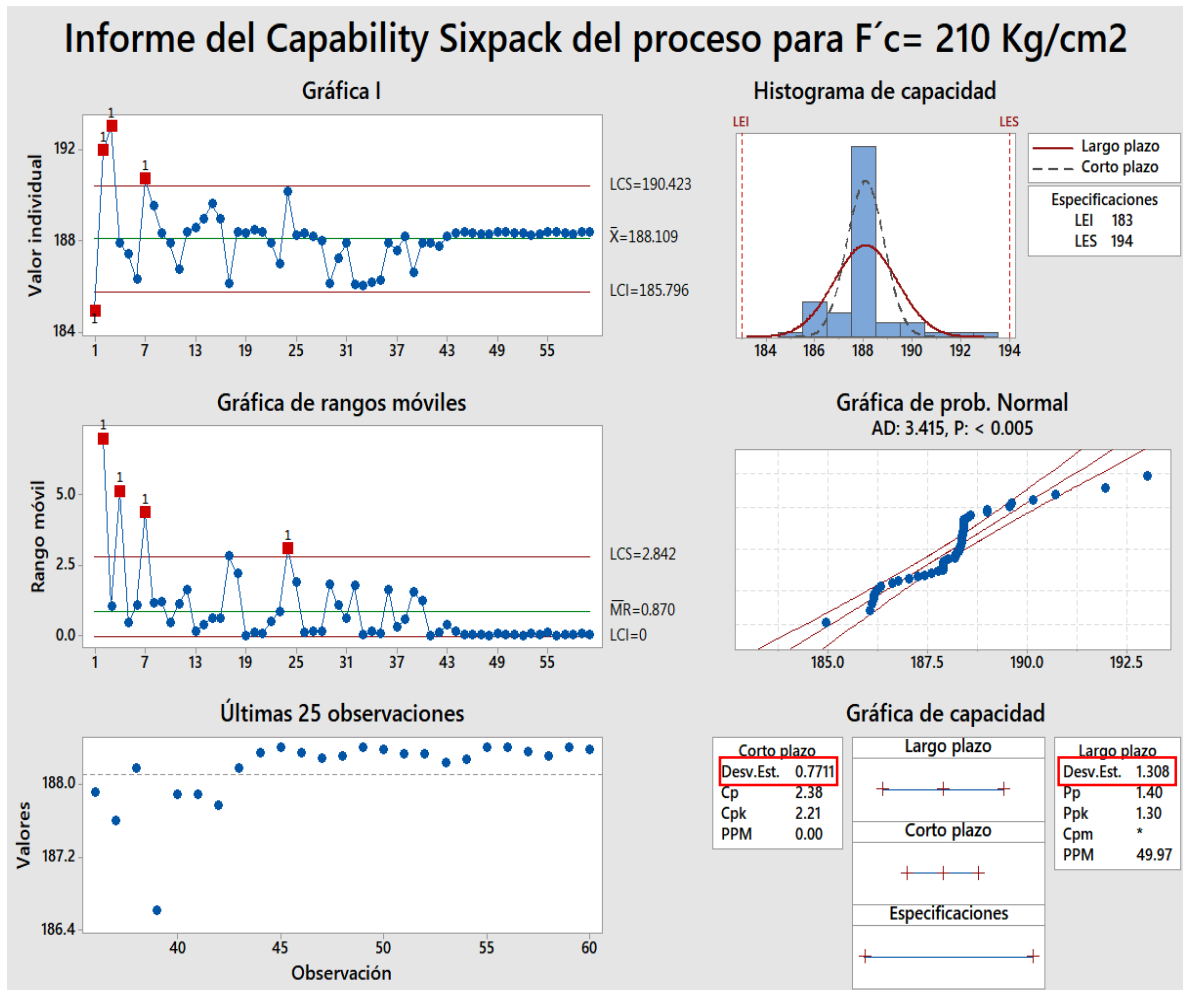 Informe del Capability Sixpack del proceso para F´c= 210 Kg/cm2
Gráfica I
Valor individual
192
188
184
1
1
1
1
1 7 13 19 25 31 37 43 49 55
LCS=190.423
X̄=188.109
LCI=185.796
Histograma de capacidad
LEI
LES
184 186 188 190 192 194
Largo plazo
Corto plazo
Especificaciones
LEI 183
LES 194
Gráfica de rangos móviles
Rango móvil
5.0
2.5
0.0
1
1
1
1
1 7 13 19 25 31 37 43 49 55
LCS=2.842
M̅R̅=0.870
LCI=0
Gráfica de prob. Normal
AD: 3.415, P: < 0.005
185.0 187.5 190.0 192.5
Últimas 25 observaciones
Valores
188.0
187.2
186.4
40 45 50 55 60
Observación
Gráfica de capacidad
Corto plazo
Desv.Est. 0.7711
Cp 2.38
Cpk 2.21
PPM 0.00
Largo plazo
Corto plazo
Especificaciones
Largo plazo
Desv.Est. 1.308
Pp 1.40
Ppk 1.30
Cpm *
PPM 49.97